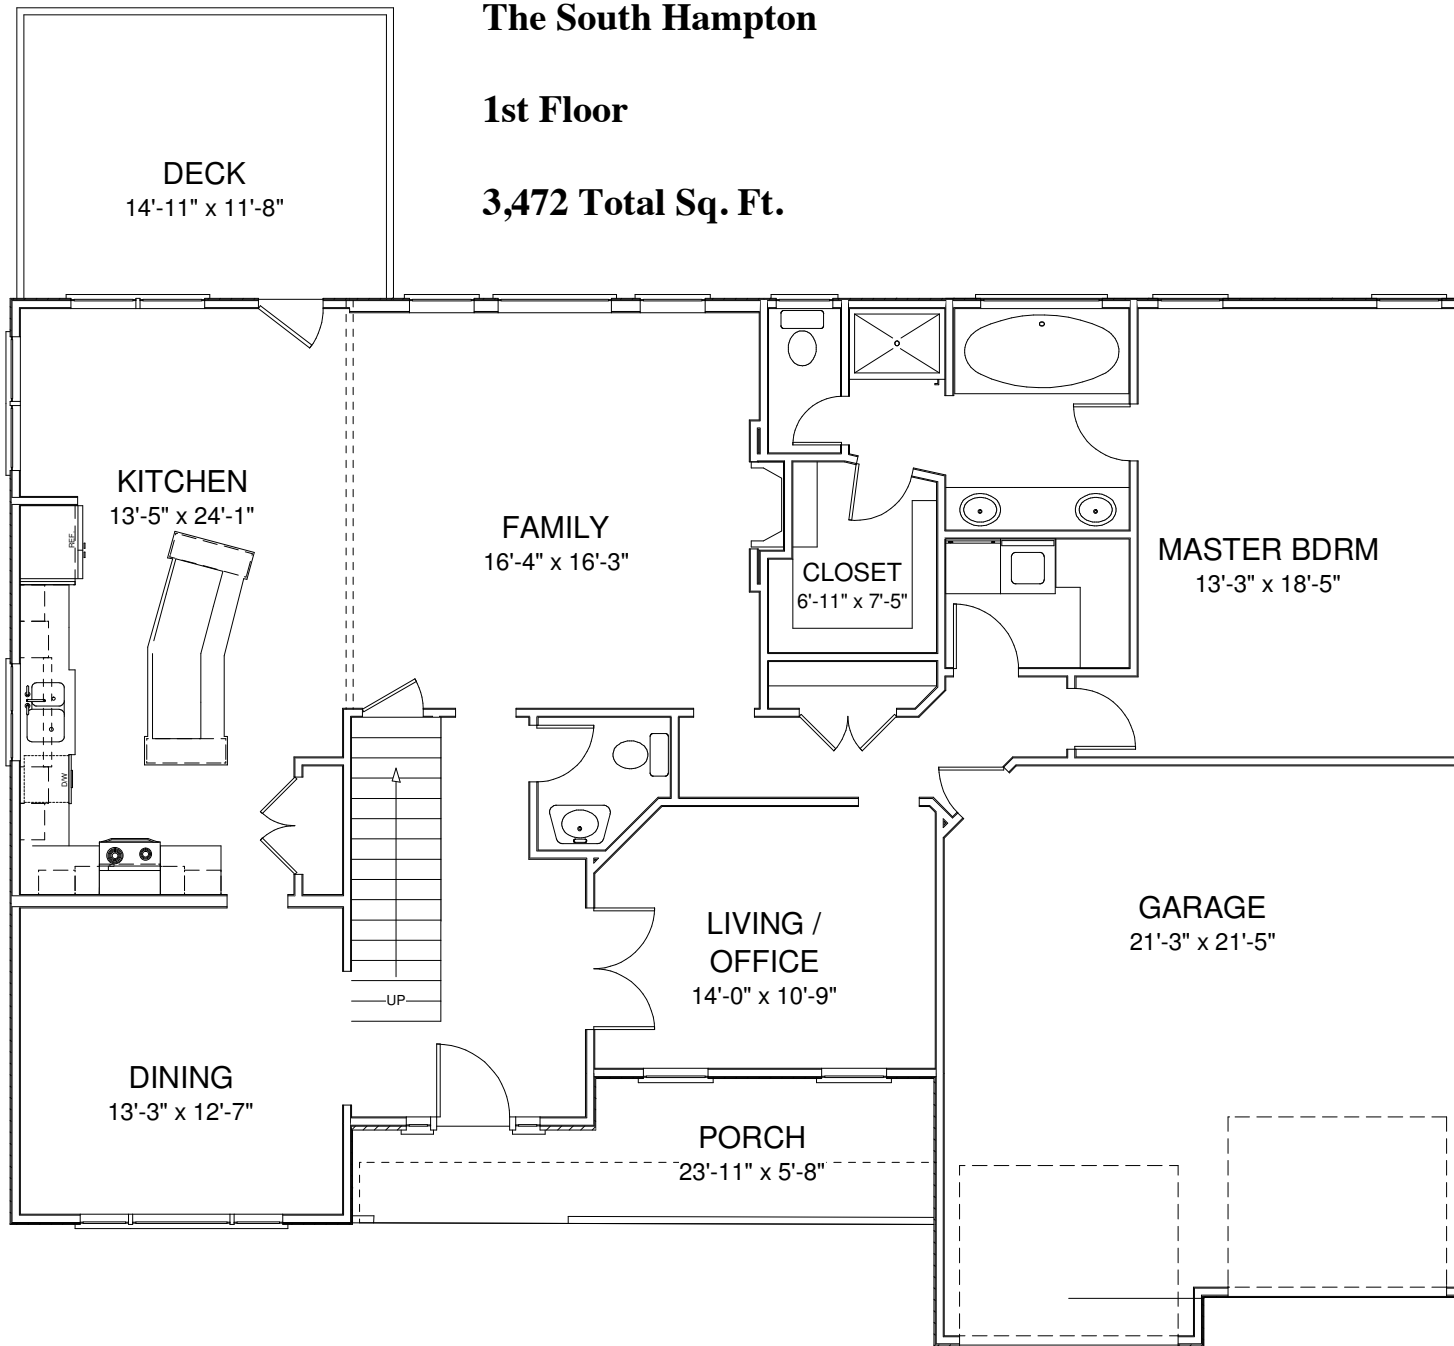 The South Hampton
1st Floor
3,472 Total Sq. Ft.
DECK
14'-11" x 11'-8"
KITCHEN
13'-5" x 24'-1"
REF.
FAMILY
16'-4" x 16'-3"
CLOSET
6'-11" x 7'-5"
MASTER BDRM
13'-3" x 18'-5"
D/W
LIVING /
OFFICE
14'-0" x 10'-9"
GARAGE
21'-3" x 21'-5"
UP
DINING
13'-3" x 12'-7"
PORCH
23'-11" x 5'-8"